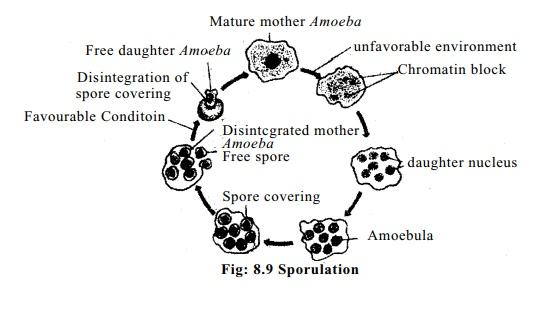 Mature mother Amoeba
Free daughter Amoeba
unfavorable environment
Chromatin block
Disintegration of
spore covering
Favourable Conditoin
Disintcgrated mother
Amoeba
Free spore
daughter nucleus
Spore covering
Amoebula
Fig: 8.9 Sporulation